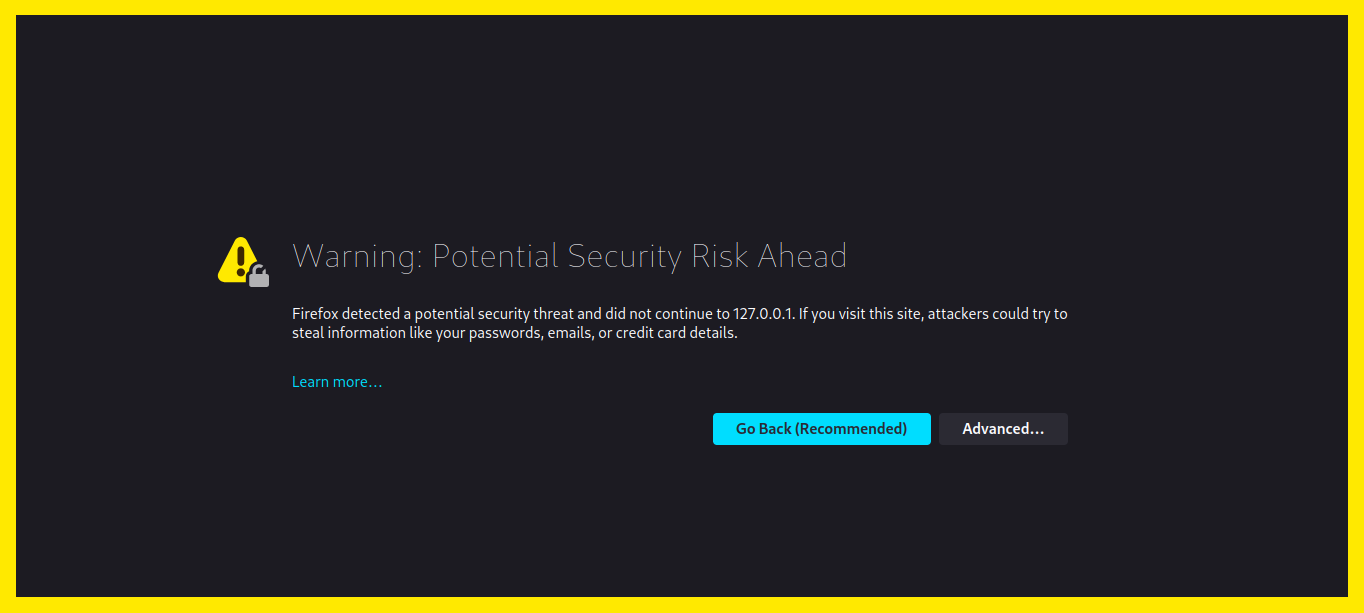 Warning: Potential Security Risk Ahead
Firefox detected a potential security threat and did not continue to 127.0.0.1. If you visit this site, attackers could try to
steal information like your passwords, emails, or credit card details.
Learn more…
Go Back (Recommended)
Advanced…